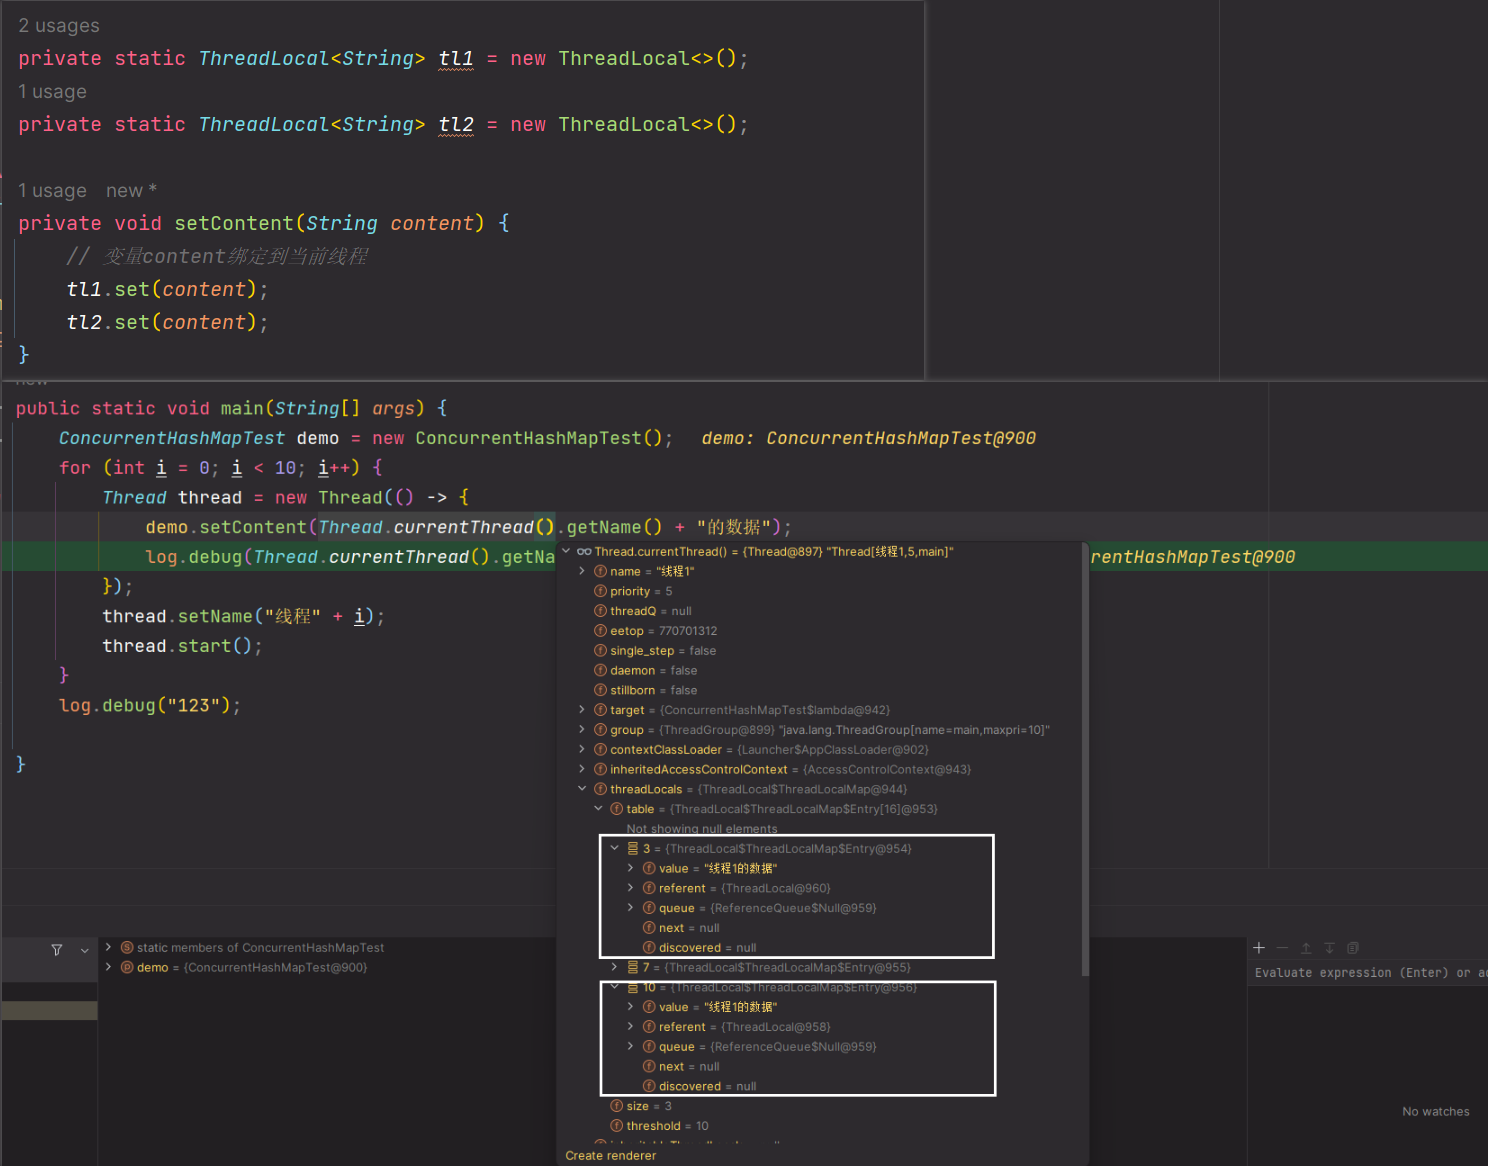 2 usages
private static ThreadLocal<String> tl1 = new ThreadLocal<>();
1 usage
private static ThreadLocal<String> tl2 = new ThreadLocal<>();
1 usage   new *
private void setContent(String content) {
// 变量content绑定到当前线程
tl1.set(content);
tl2.set(content);
}
public static void main(String[] args) {
ConcurrentHashMapTest demo = new ConcurrentHashMapTest();   demo: ConcurrentHashMapTest@900
for (int i = 0; i < 10; i++) {
Thread thread = new Thread(() -> {
demo.setContent(Thread.currentThread().getName() + "的数据");
log.debug(Thread.currentThread().getNa rrentHashMapTest@900
});
thread.setName("线程" + i);
thread.start();
}
log.debug("123");
}
Thread.currentThread() = {Thread@897} "Thread[线程1,5,main]"
name = "线程1"
priority = 5
threadQ = null
eetop = 770701312
single_step = false
daemon = false
stillborn = false
target = {ConcurrentHashMapTest$lambda@942}
group = {ThreadGroup@899} "java.lang.ThreadGroup[name=main,maxpri=10]"
contextClassLoader = {Launcher$AppClassLoader@902}
inheritedAccessControlContext = {AccessControlContext@943}
threadLocals = {ThreadLocal$ThreadLocalMap@944}
table = {ThreadLocal$ThreadLocalMap$Entry[16]@953}
Not showing null elements
3 = {ThreadLocal$ThreadLocalMap$Entry@954}
value = "线程1的数据"
referent = {ThreadLocal@960}
queue = {ReferenceQueue$Null@959}
next = null
discovered = null
7 = {ThreadLocal$ThreadLocalMap$Entry@955}
10 = {ThreadLocal$ThreadLocalMap$Entry@956}
value = "线程1的数据"
referent = {ThreadLocal@958}
queue = {ReferenceQueue$Null@959}
next = null
discovered = null
size = 3
threshold = 10
Create renderer
static members of ConcurrentHashMapTest
demo = {ConcurrentHashMapTest@900}
Evaluate expression (Enter) or a
No watches